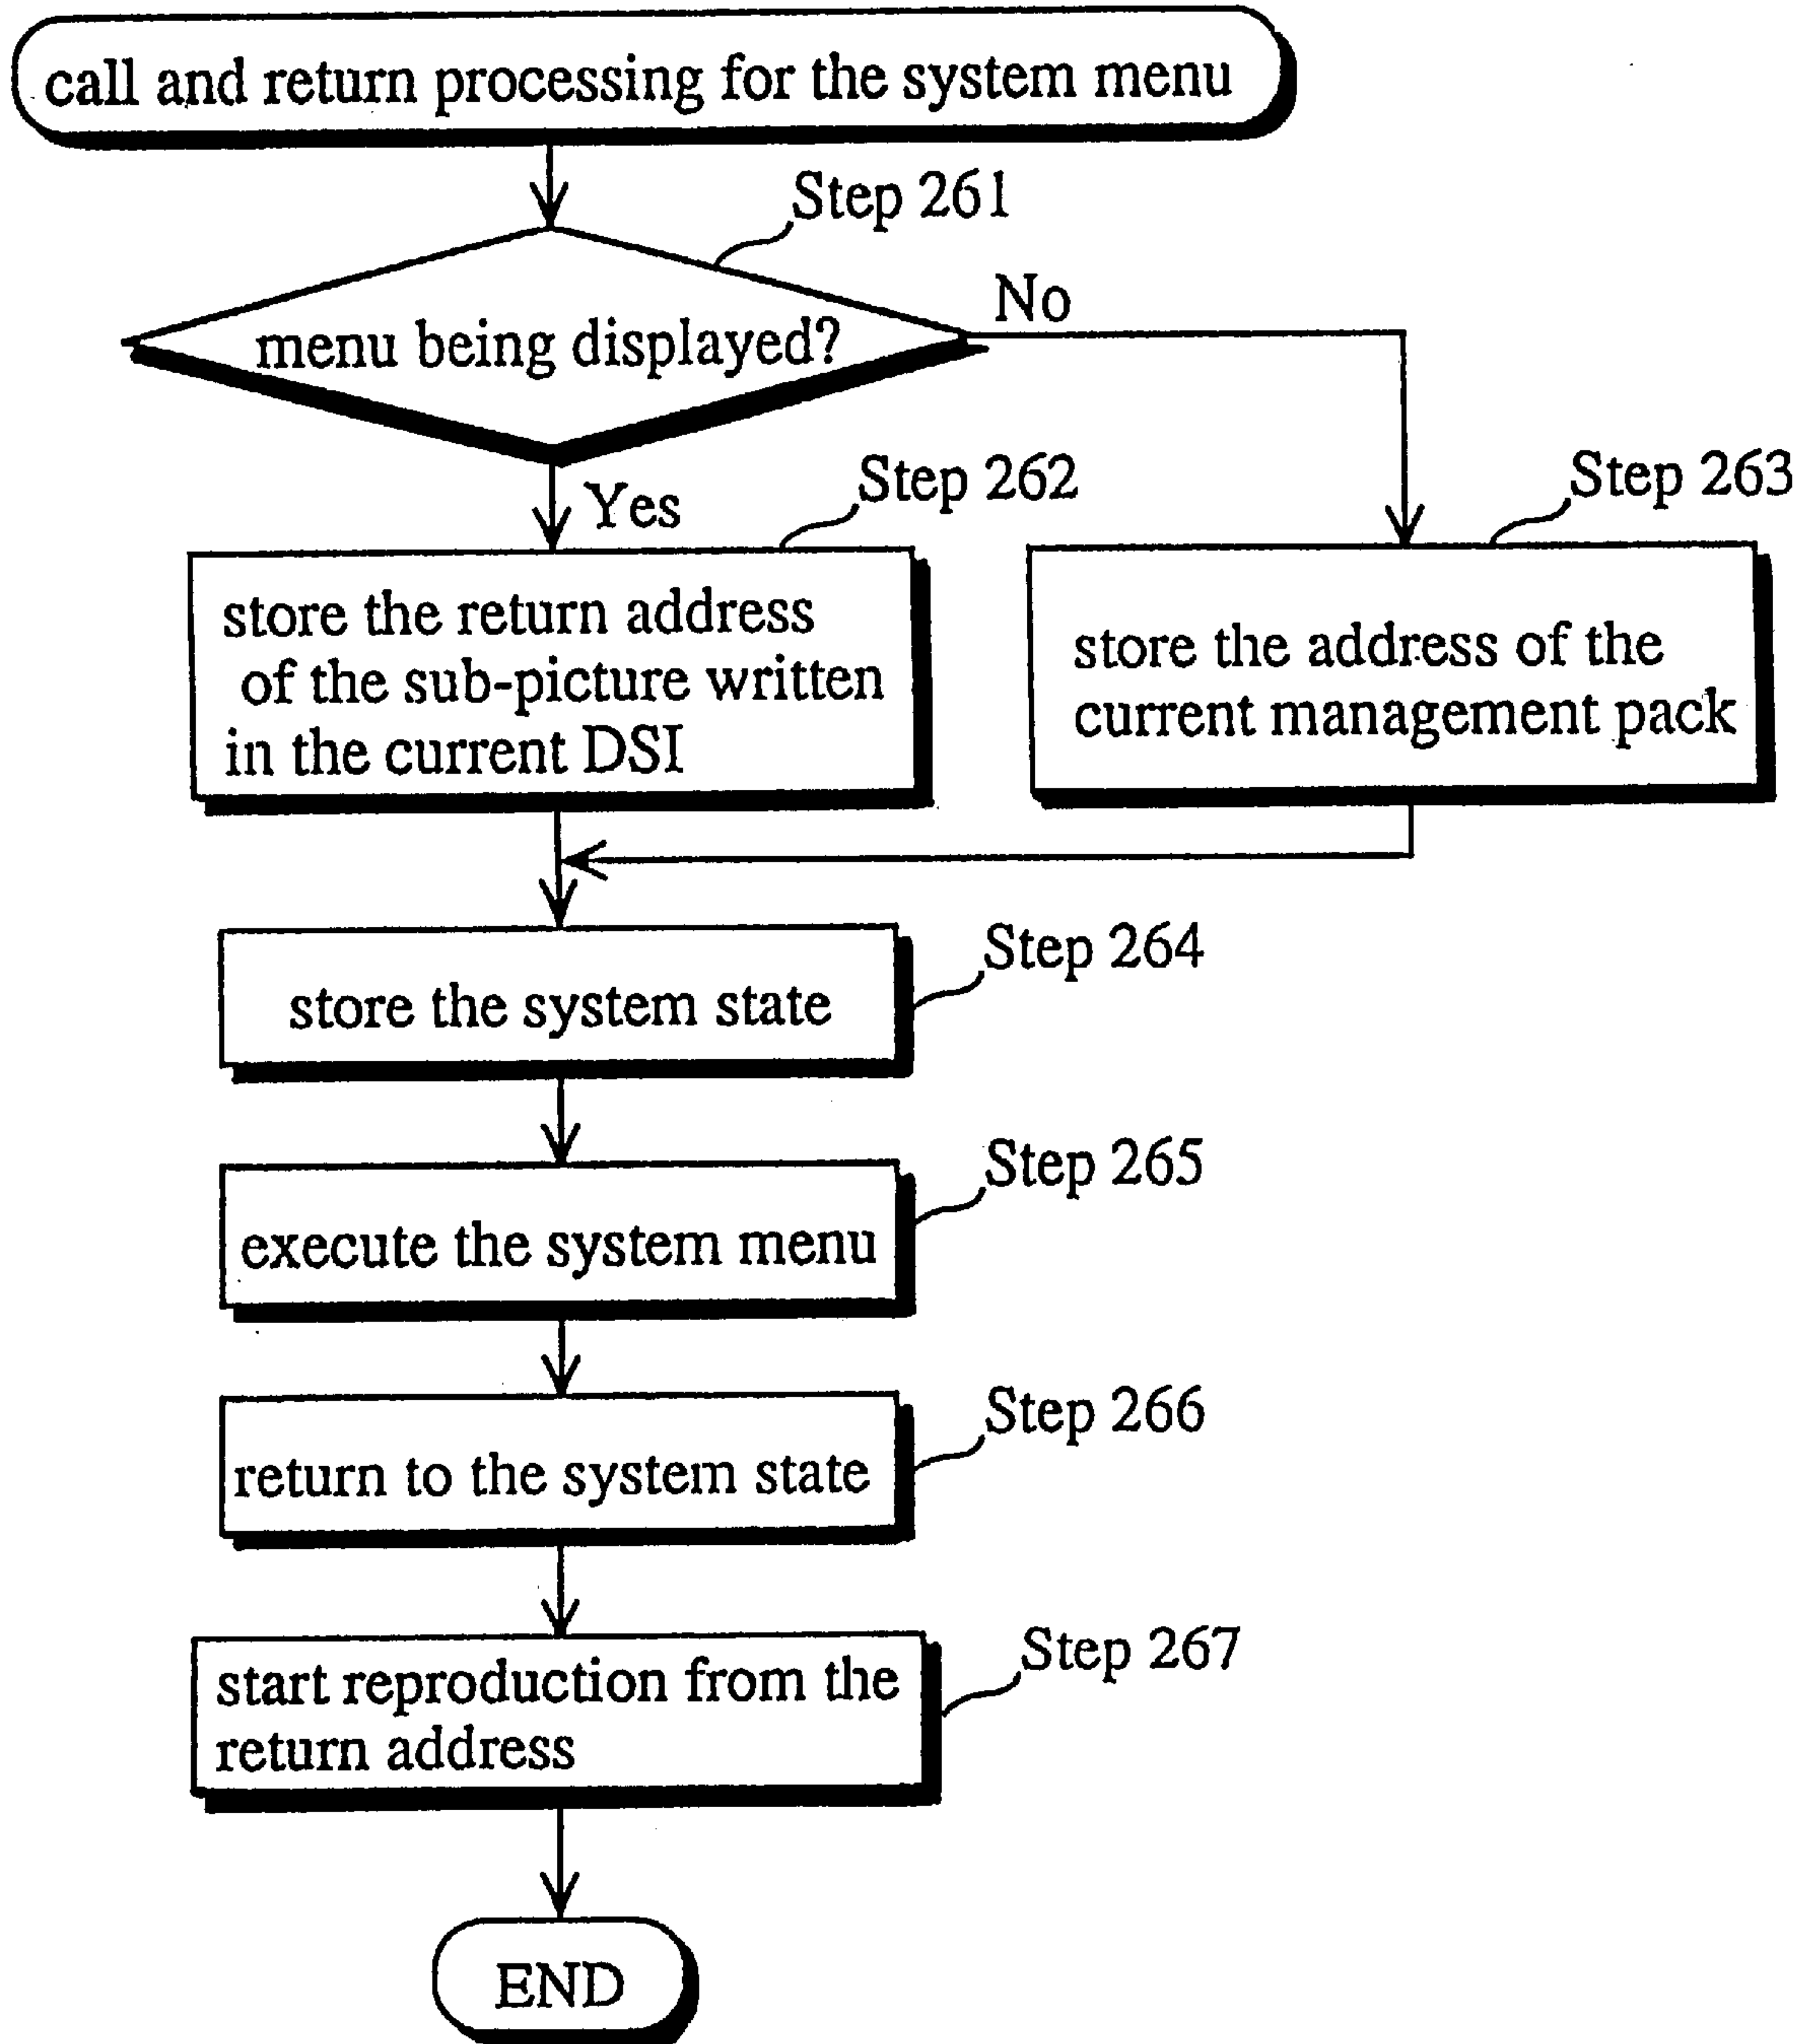 call and return processing for the system menu
Step 261
menu being displayed?
No
Yes
Step 262
Step 263
store the return address
of the sub-picture written
in the current DSI
store the address of the
current management pack
store the system state
Step 264
execute the system menu
Step 265
return to the system state
Step 266
start reproduction from the
return address
Step 267
END